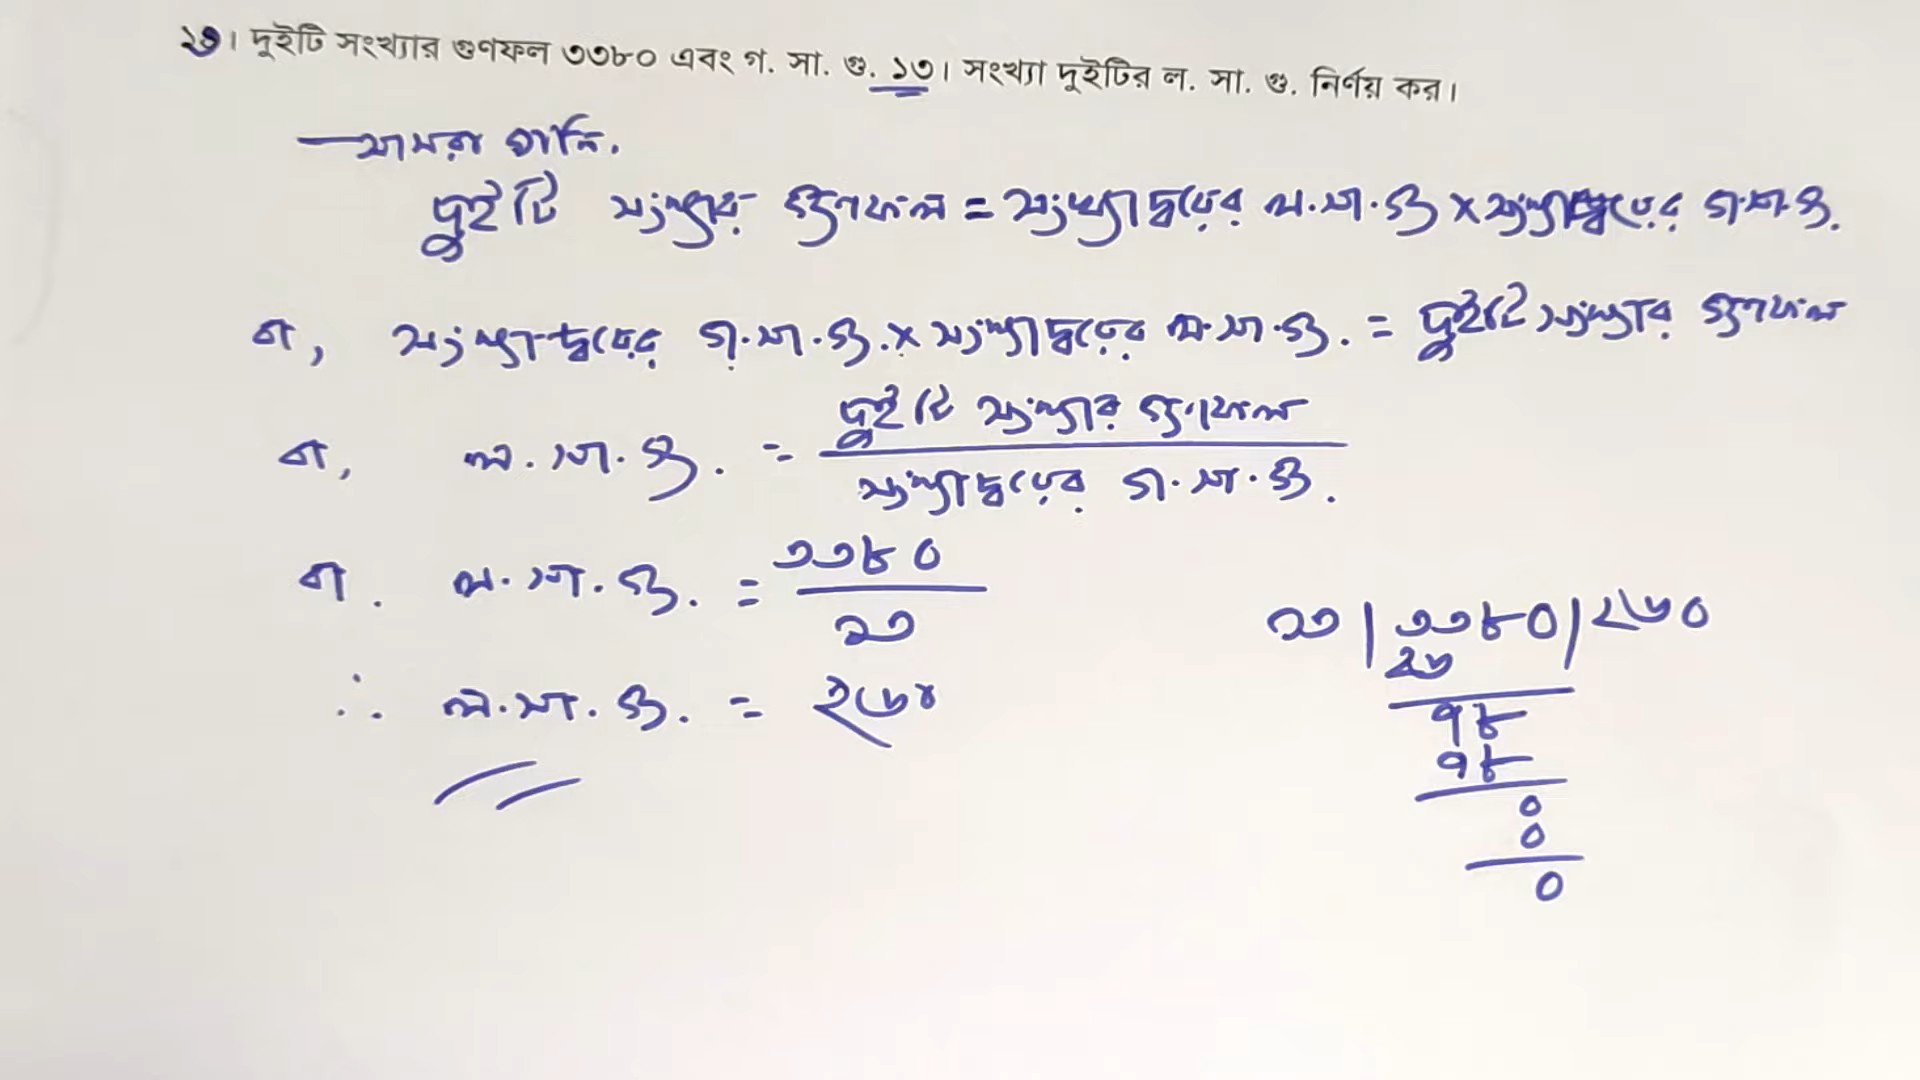 ১৩। দুইটি সংখ্যার গুণফল ৩৩৮০ এবং গ. সা. গু. ১৩। সংখ্যা দুইটির ল. সা. গু. নির্ণয় কর।
আমরা জানি,
দুইটি সংখ্যার গুণফল = সংখ্যাদ্বয়ের ল.সা.গু × সংখ্যাদ্বয়ের গ.সা.গু.
বা, সংখ্যাদ্বয়ের গ.সা.গু. × সংখ্যাদ্বয়ের ল.সা.গু. = দুইটি সংখ্যার গুণফল
দুইটি সংখ্যার গুণফল
বা, ল.সা.গু. =
সংখ্যাদ্বয়ের গ.সা.গু.
৩৩৮০
বা. ল.সা.গু. =
১৩
১৩ | ৩৩৮০ | ২৬০
২৬
∴ ল.সা.গু. = ২৬০
৭৮
৭৮
০
০
০